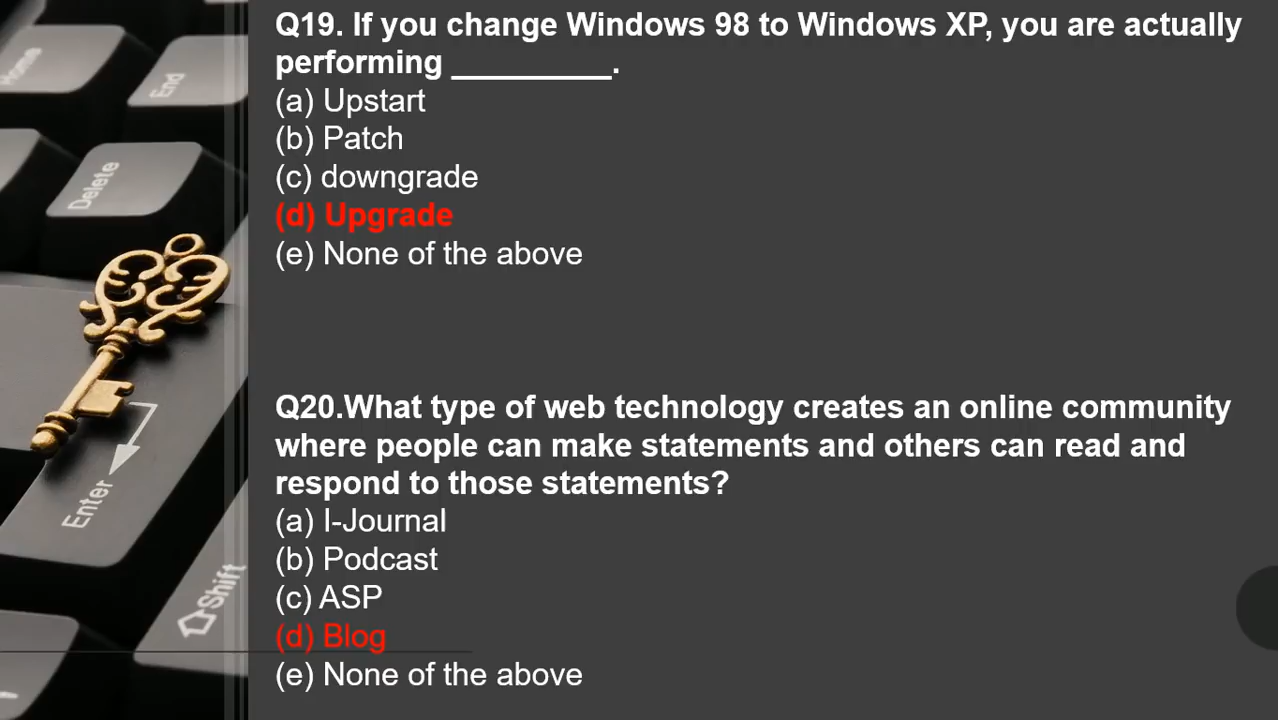 Q19. If you change Windows 98 to Windows XP, you are actually
performing _________.
(a) Upstart
(b) Patch
(c) downgrade
(d) Upgrade
(e) None of the above
Q20.What type of web technology creates an online community
where people can make statements and others can read and
respond to those statements?
(a) I-Journal
(b) Podcast
(c) ASP
(d) Blog
(e) None of the above
Home
End
Delete
Enter
Shift